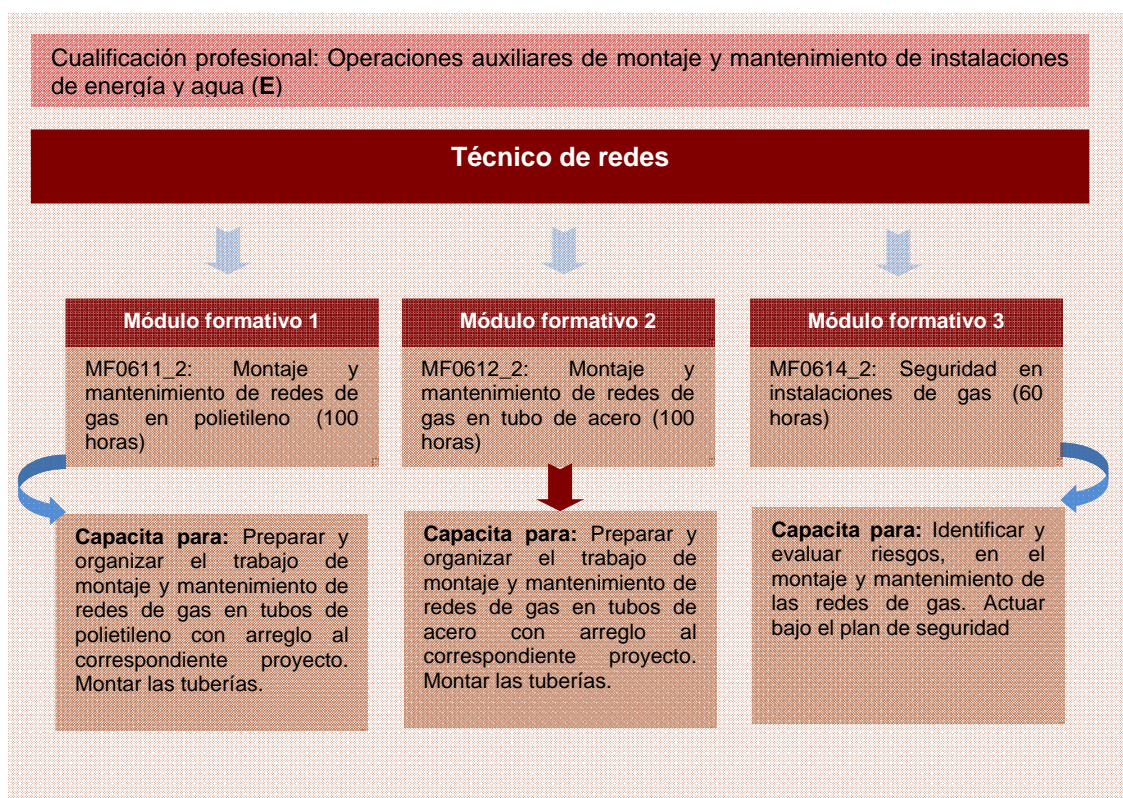 Cualificación profesional: Operaciones auxiliares de montaje y mantenimiento de instalaciones
de energía y agua (E)
Técnico de redes
Módulo formativo 1
MF0611_2: Montaje y
mantenimiento de redes de
gas en polietileno (100
horas)
Capacita para: Preparar y
organizar el trabajo de
montaje y mantenimiento de
redes de gas en tubos de
polietileno con arreglo al
correspondiente proyecto.
Montar las tuberías.
Módulo formativo 2
MF0612_2: Montaje y
mantenimiento de redes de
gas en tubo de acero (100
horas)
Capacita para: Preparar y
organizar el trabajo de
montaje y mantenimiento de
redes de gas en tubos de
acero con arreglo al
correspondiente proyecto.
Montar las tuberías.
Módulo formativo 3
MF0614_2: Seguridad en
instalaciones de gas (60
horas)
Capacita para: Identificar y
evaluar riesgos, en el
montaje y mantenimiento de
las redes de gas. Actuar
bajo el plan de seguridad